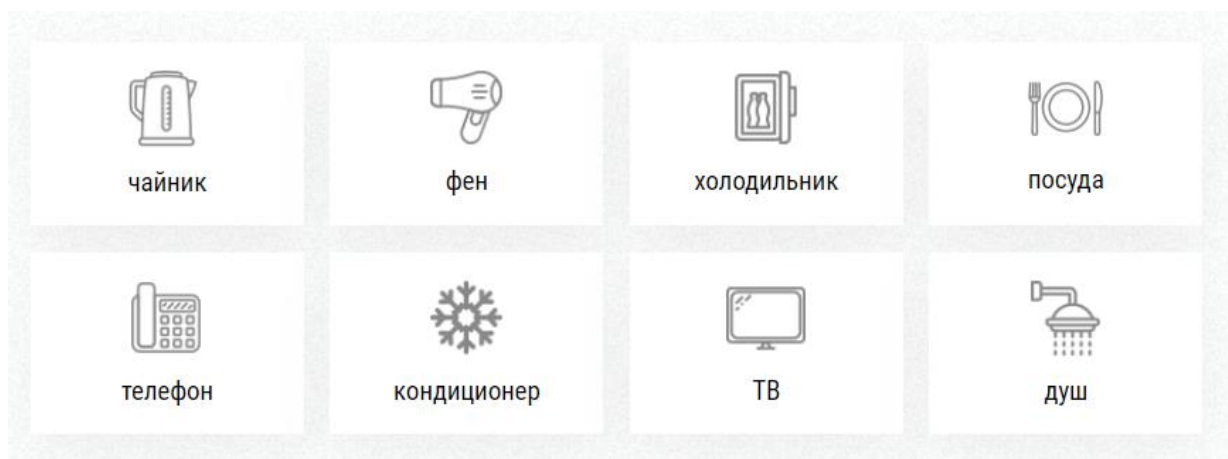 чайник
фен
холодильник
посуда
телефон
кондиционер
ТВ
душ